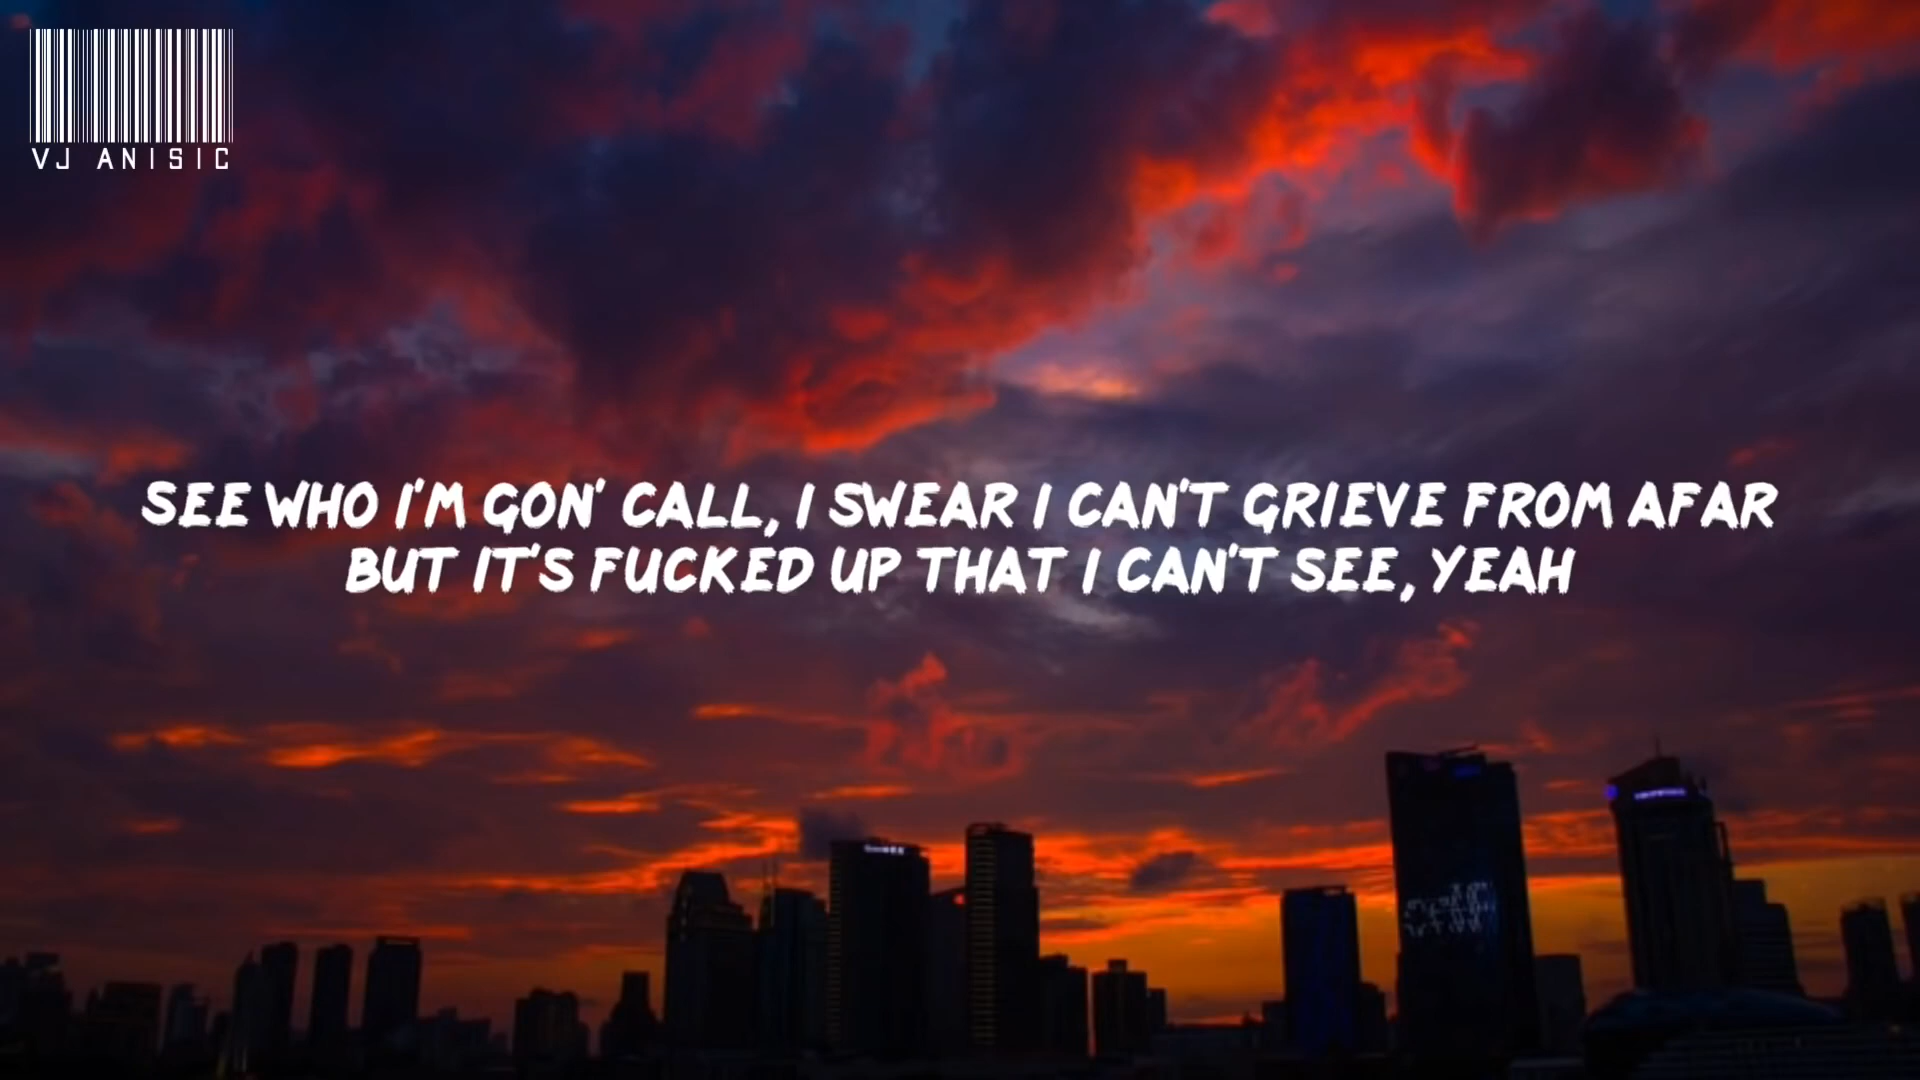 VJ ANISIC
SEE WHO I'M GON' CALL, I SWEAR I CAN'T GRIEVE FROM AFAR
BUT IT'S FUCKED UP THAT I CAN'T SEE, YEAH